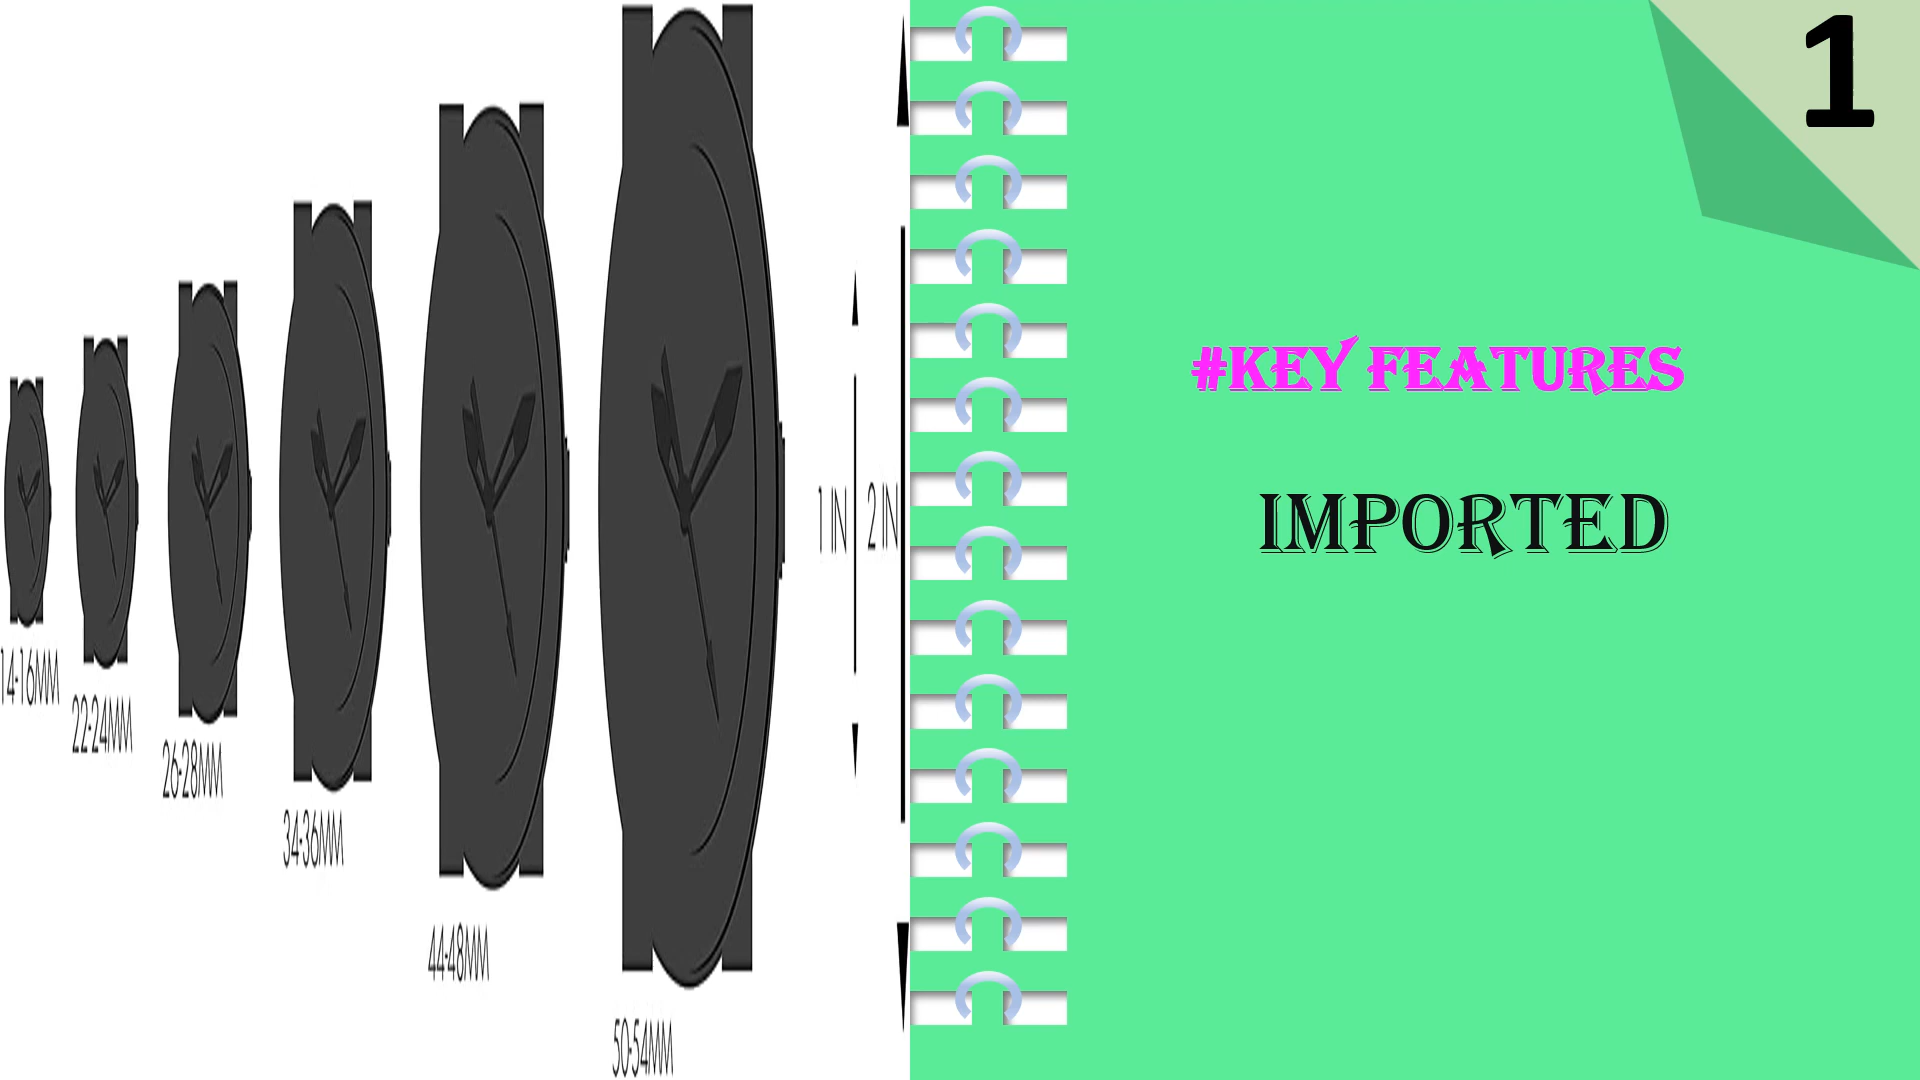 14-16MM
22-24MM
26-28MM
34-36MM
44-48MM
50-54MM
1 IN
2 IN
1
#KEY FEATURES
IMPORTED